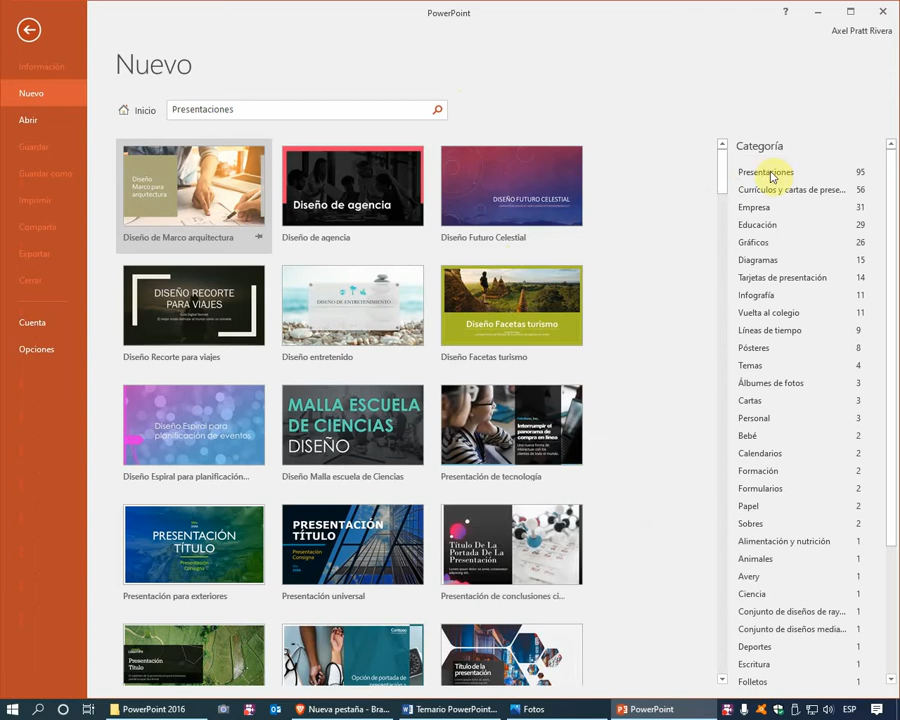 PowerPoint
Axel Pratt Rivera
Información
Nuevo
Abrir
Guardar
Guardar como
Imprimir
Compartir
Exportar
Cerrar
Cuenta
Opciones
Nuevo
Inicio
Presentaciones
Diseño
Marco para
arquitectura
Diseño de agencia
DISEÑO FUTURO CELESTIAL
Diseño de Marco arquitectura
Diseño de agencia
Diseño Futuro Celestial
DISEÑO RECORTE
PARA VIAJES
DISEÑO DE ENTRETENIMIENTO
Diseño Facetas turismo
Diseño Recorte para viajes
Diseño entretenido
Diseño Facetas turismo
Diseño Espiral para
planificación de eventos
MALLA ESCUELA
DE CIENCIAS
DISEÑO
Interrumpir el
panorama de
compra en línea
Diseño Espiral para planificación...
Diseño Malla escuela de Ciencias
Presentación de tecnología
PRESENTACIÓN
TÍTULO
Presentación
Consigna
PRESENTACIÓN
TÍTULO
Presentación
Consigna
Título De La
Portada De La
Presentación
Presentación para exteriores
Presentación universal
Presentación de conclusiones ci...
Presentación
Título
Contoso
Opción de portada de
presentación
Título de la
presentación
Categoría
Presentaciones 95
Currículos y cartas de prese... 56
Empresa 31
Educación 29
Gráficos 26
Diagramas 15
Tarjetas de presentación 14
Infografía 11
Vuelta al colegio 11
Líneas de tiempo 9
Pósteres 8
Temas 4
Álbumes de fotos 3
Cartas 3
Personal 3
Bebé 2
Calendarios 2
Formación 2
Formularios 2
Papel 2
Sobres 2
Alimentación y nutrición 1
Animales 1
Avery 1
Ciencia 1
Conjunto de diseños de ray... 1
Conjunto de diseños media... 1
Deportes 1
Escritura 1
Folletos 1
PowerPoint 2016
Nueva pestaña - Bra...
Temario PowerPoint...
Fotos
PowerPoint
ESP